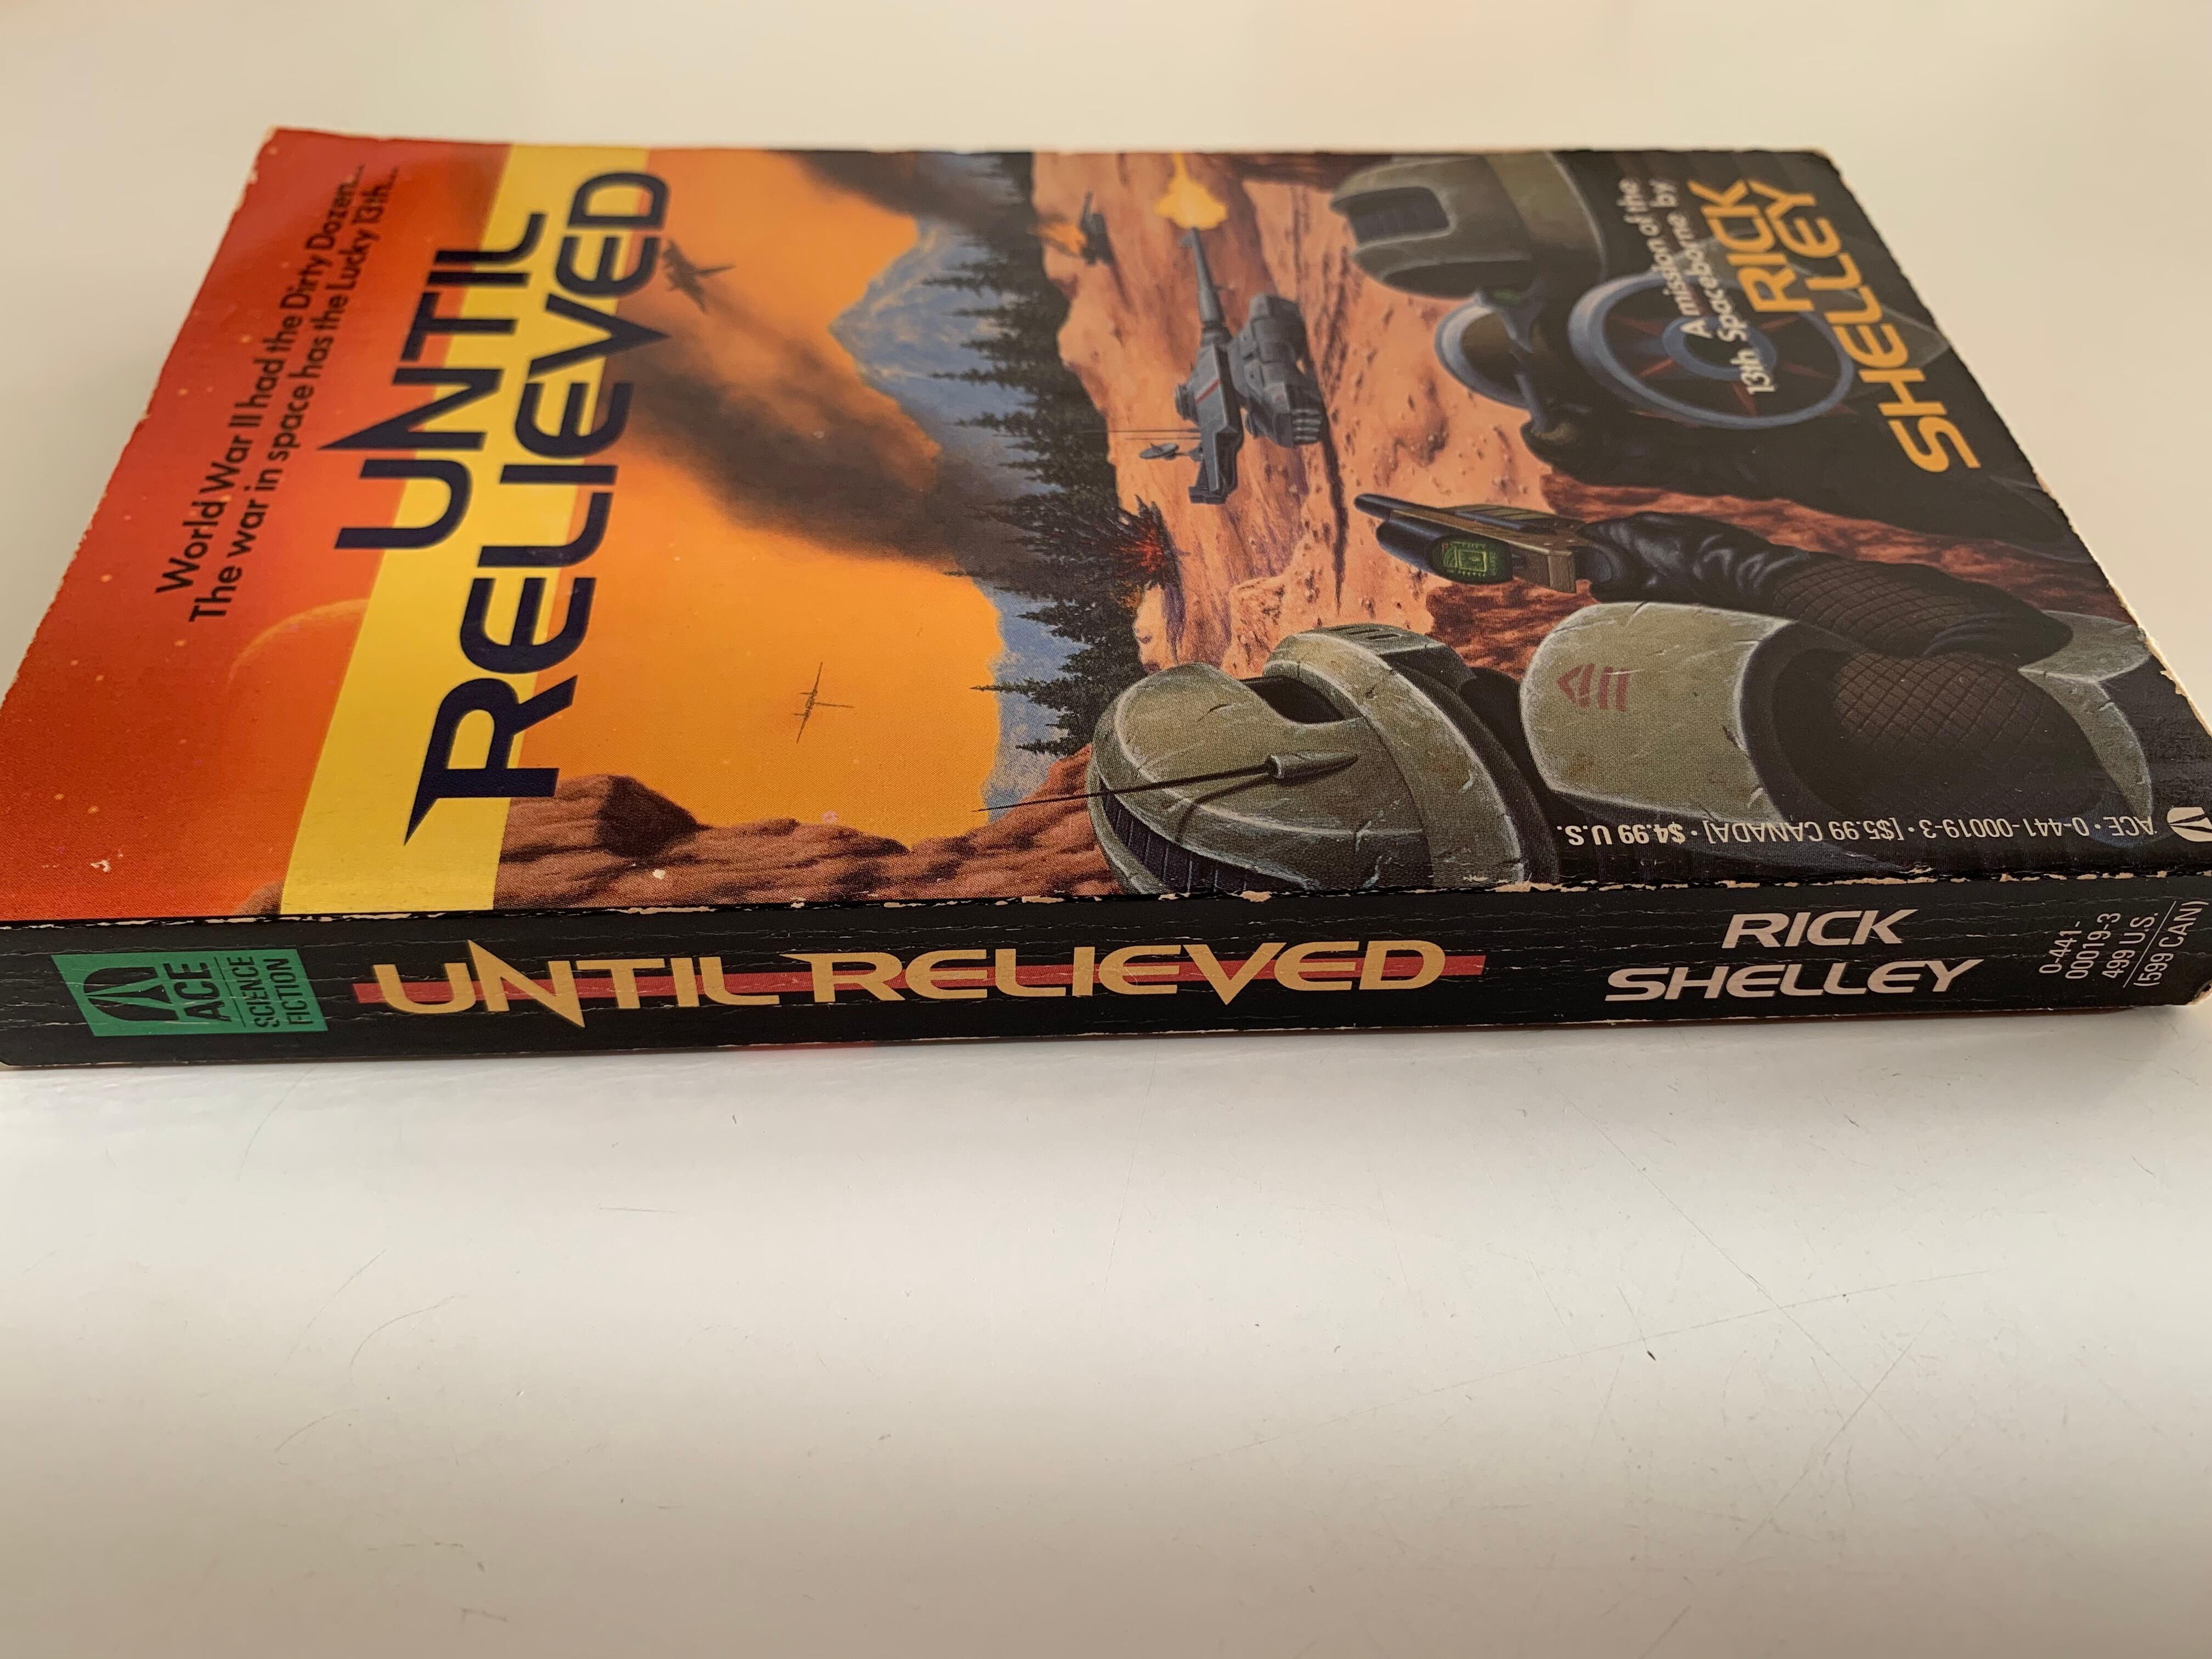 World War II had the Dirty Dozen...
The war in space has the Lucky 13th...
UNTIL
RELIEVED
A mission of the
13th Spaceborne by
RICK
SHELLEY
ACE • 0-441-00019-3 • [$5.99 CANADA] • $4.99 U.S.
ACE
SCIENCE
FICTION
UNTIL RELIEVED
RICK
SHELLEY
0-441-
00019-3
499 U.S.
(599 CAN)